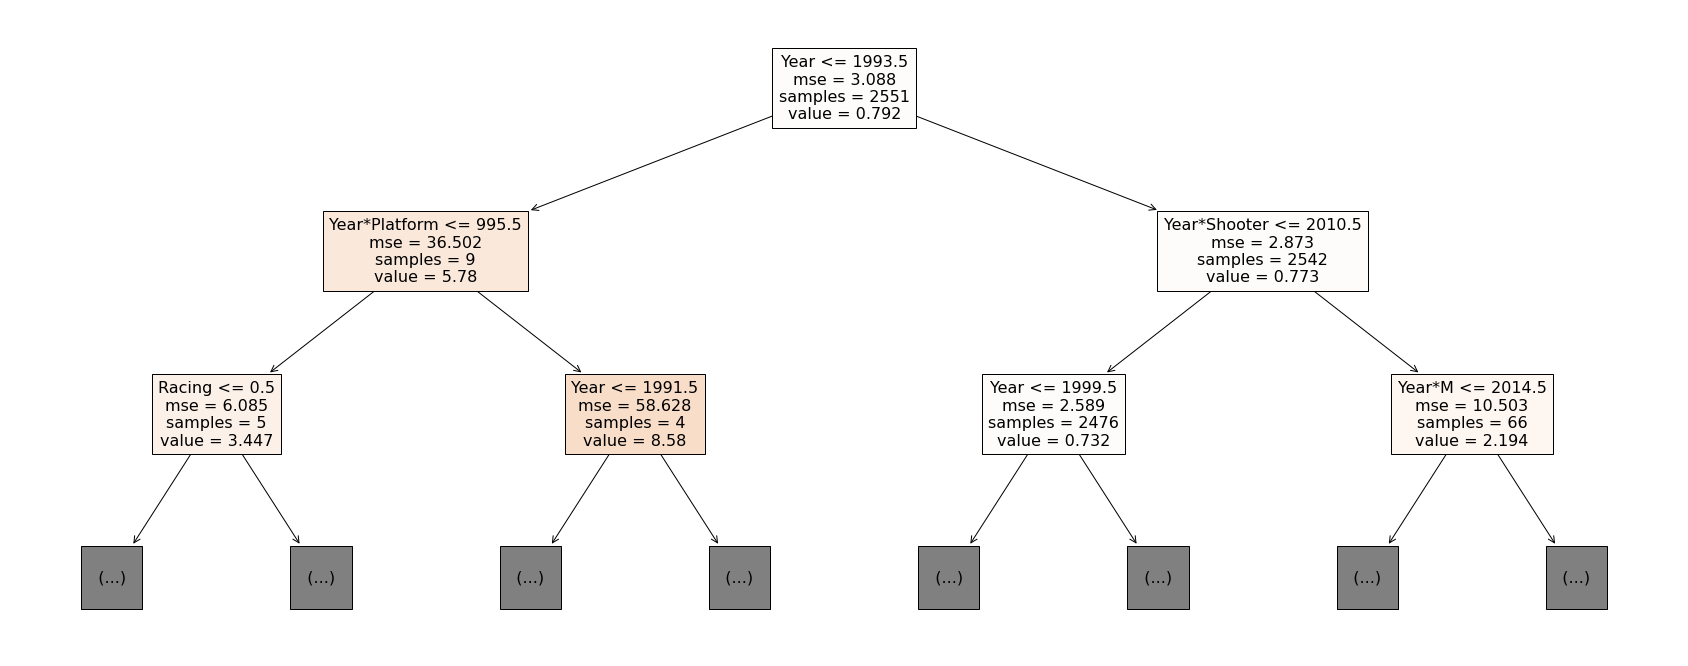 Year <= 1993.5
mse = 3.088
samples = 2551
value = 0.792
Year*Platform <= 995.5
mse = 36.502
samples = 9
value = 5.78
Year*Shooter <= 2010.5
mse = 2.873
samples = 2542
value = 0.773
Racing <= 0.5
mse = 6.085
samples = 5
value = 3.447
Year <= 1991.5
mse = 58.628
samples = 4
value = 8.58
Year <= 1999.5
mse = 2.589
samples = 2476
value = 0.732
Year*M <= 2014.5
mse = 10.503
samples = 66
value = 2.194
(...)
(...)
(...)
(...)
(...)
(...)
(...)
(...)